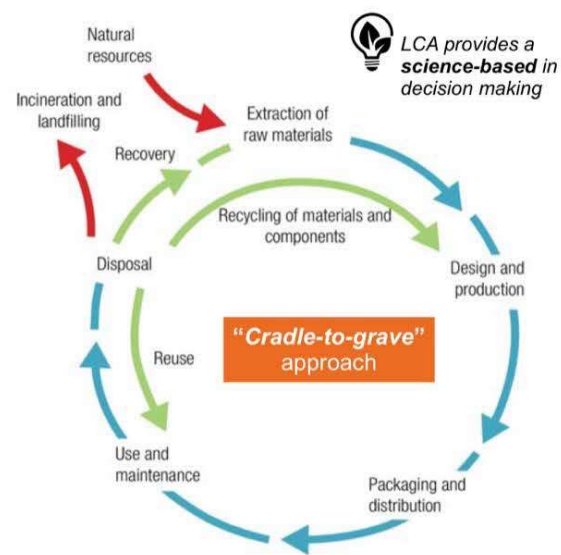 Natural
resources
LCA provides a
science-based in
decision making
Incineration and
landfilling
Extraction of
raw materials
Recovery
Recycling of materials and
components
Disposal
Design and
production
“Cradle-to-grave”
approach
Reuse
Use and
maintenance
Packaging and
distribution